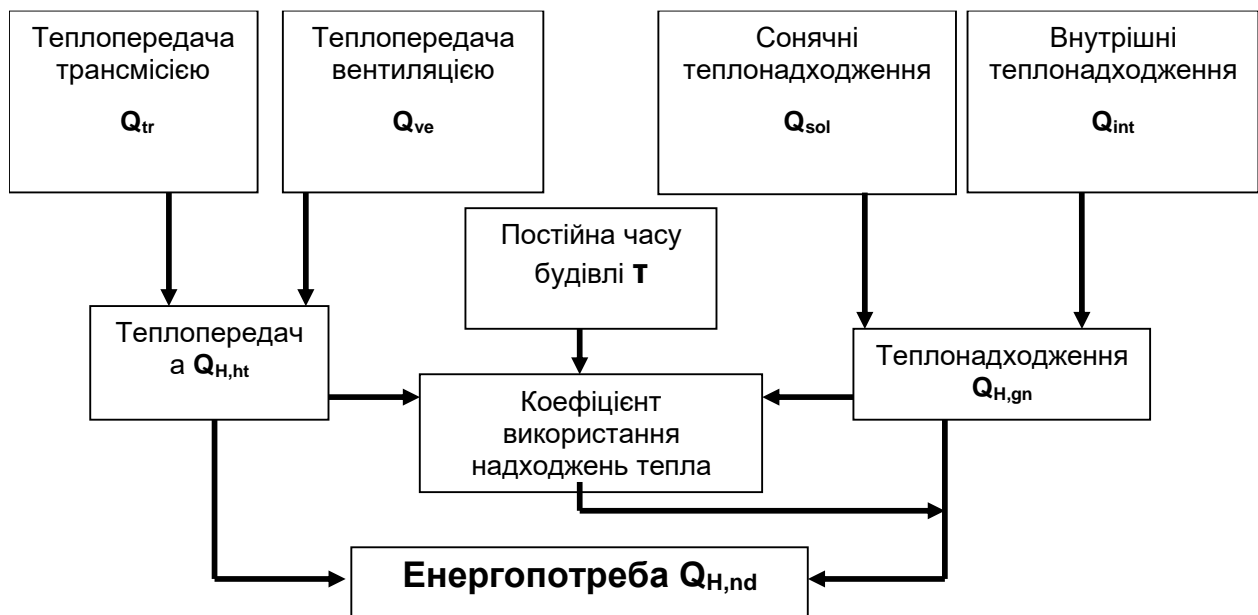 Теплопередача
трансмісією
Qtr
Теплопередача
вентиляцією
Qve
Сонячні
теплонадходження
Qsol
Внутрішні
теплонадходження
Qint
Постійна часу
будівлі τ
Теплопередач
а QH,ht
Теплонадходження
QH,gn
Коефіцієнт
використання
надходжень тепла
Енергопотреба QH,nd